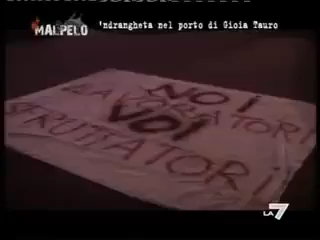 MALPELO
'ndrangheta nel porto di Gioia Tauro
NOI
LAVORATORI
VOI
SFRUTTATORI
LA7